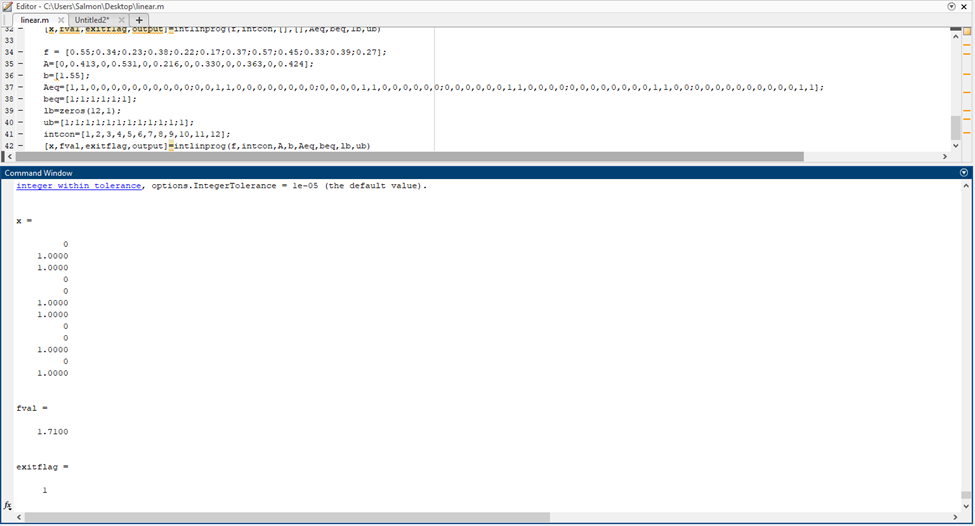 Editor - C:\Users\Salmon\Desktop\linear.m
linear.m × Untitled2* × +
32 - [x,fval,exitflag,output]=intlinprog(f,intcon,[],[],Aeq,beq,lb,ub)
33
34 - f = [0.55;0.34;0.23;0.38;0.22;0.17;0.37;0.57;0.45;0.33;0.39;0.27];
35 - A=[0,0.413,0,0.531,0,0.216,0,0.330,0,0.363,0,0.424];
36 - b=[1.55];
37 - Aeq=[1,1,0,0,0,0,0,0,0,0,0,0;0,0,1,1,0,0,0,0,0,0,0,0;0,0,0,0,1,1,0,0,0,0,0,0;0,0,0,0,0,0,1,1,0,0,0,0;0,0,0,0,0,0,0,0,1,1,0,0;0,0,0,0,0,0,0,0,0,0,1,1];
38 - beq=[1;1;1;1;1;1];
39 - lb=zeros(12,1);
40 - ub=[1;1;1;1;1;1;1;1;1;1;1;1];
41 - intcon=[1,2,3,4,5,6,7,8,9,10,11,12];
42 - [x,fval,exitflag,output]=intlinprog(f,intcon,A,b,Aeq,beq,lb,ub)
Command Window
integer within tolerance, options.IntegerTolerance = 1e-05 (the default value).
x =
0
1.0000
1.0000
0
0
1.0000
1.0000
0
0
1.0000
0
1.0000
fval =
1.7100
exitflag =
1
fx